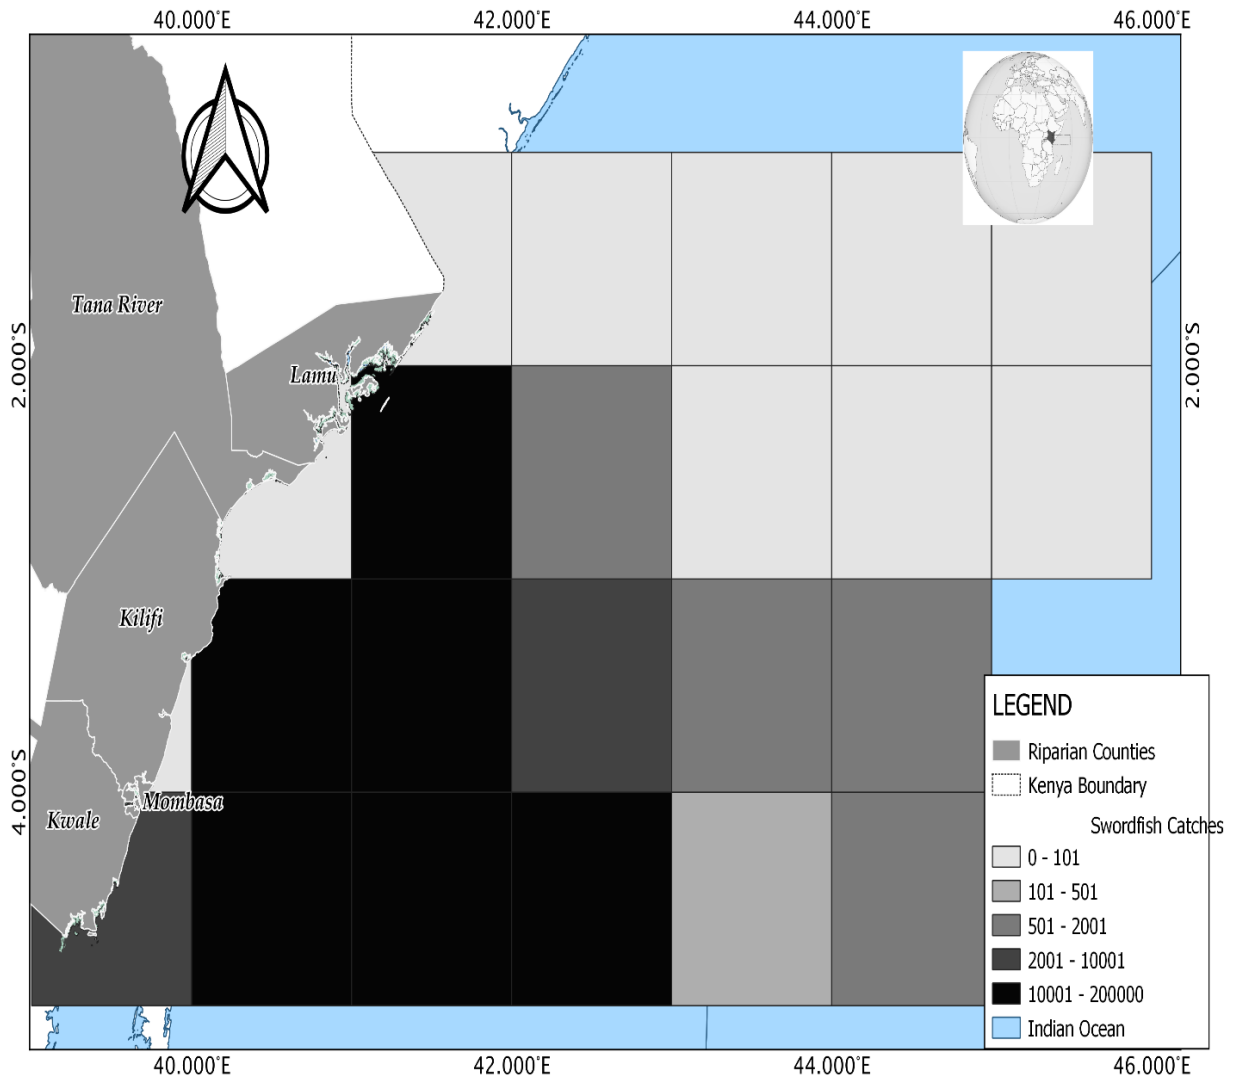 40.000°E 42.000°E 44.000°E 46.000°E
Tana River
2.000°S
2.000°S
Lamu
Kilifi
LEGEND
Riparian Counties
Kenya Boundary
4.000°S
Mombasa
Kwale
Swordfish Catches
0 - 101
101 - 501
501 - 2001
2001 - 10001
10001 - 200000
Indian Ocean
40.000°E 42.000°E 44.000°E 46.000°E